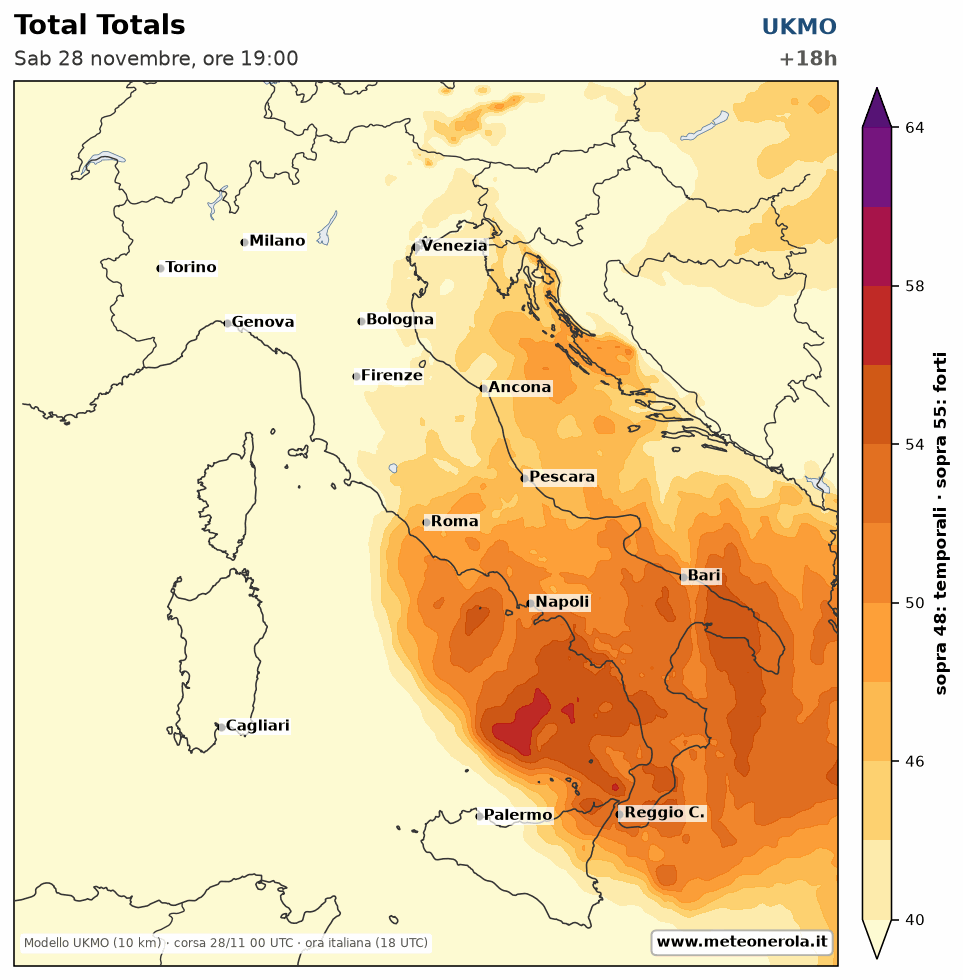 Total Totals
UKMO
Sab 28 novembre, ore 19:00
+18h
Milano
Venezia
Torino
Genova
Bologna
Firenze
Ancona
Pescara
Roma
Bari
Napoli
Cagliari
Palermo
Reggio C.
64
58
54
50
46
40
sopra 48: temporali · sopra 55: forti
Modello UKMO (10 km) · corsa 28/11 00 UTC · ora italiana (18 UTC)
www.meteonerola.it